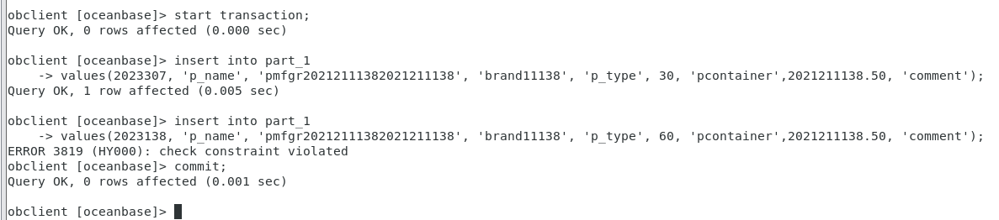 obclient [oceanbase]> start transaction;
Query OK, 0 rows affected (0.000 sec)
obclient [oceanbase]> insert into part_1
-> values(2023307, 'p_name', 'pmfgr20212111382021211138', 'brand11138', 'p_type', 30, 'pcontainer',2021211138.50, 'comment');
Query OK, 1 row affected (0.005 sec)
obclient [oceanbase]> insert into part_1
-> values(2023138, 'p_name', 'pmfgr20212111382021211138', 'brand11138', 'p_type', 60, 'pcontainer',2021211138.50, 'comment');
ERROR 3819 (HY000): check constraint violated
obclient [oceanbase]> commit;
Query OK, 0 rows affected (0.001 sec)
obclient [oceanbase]>